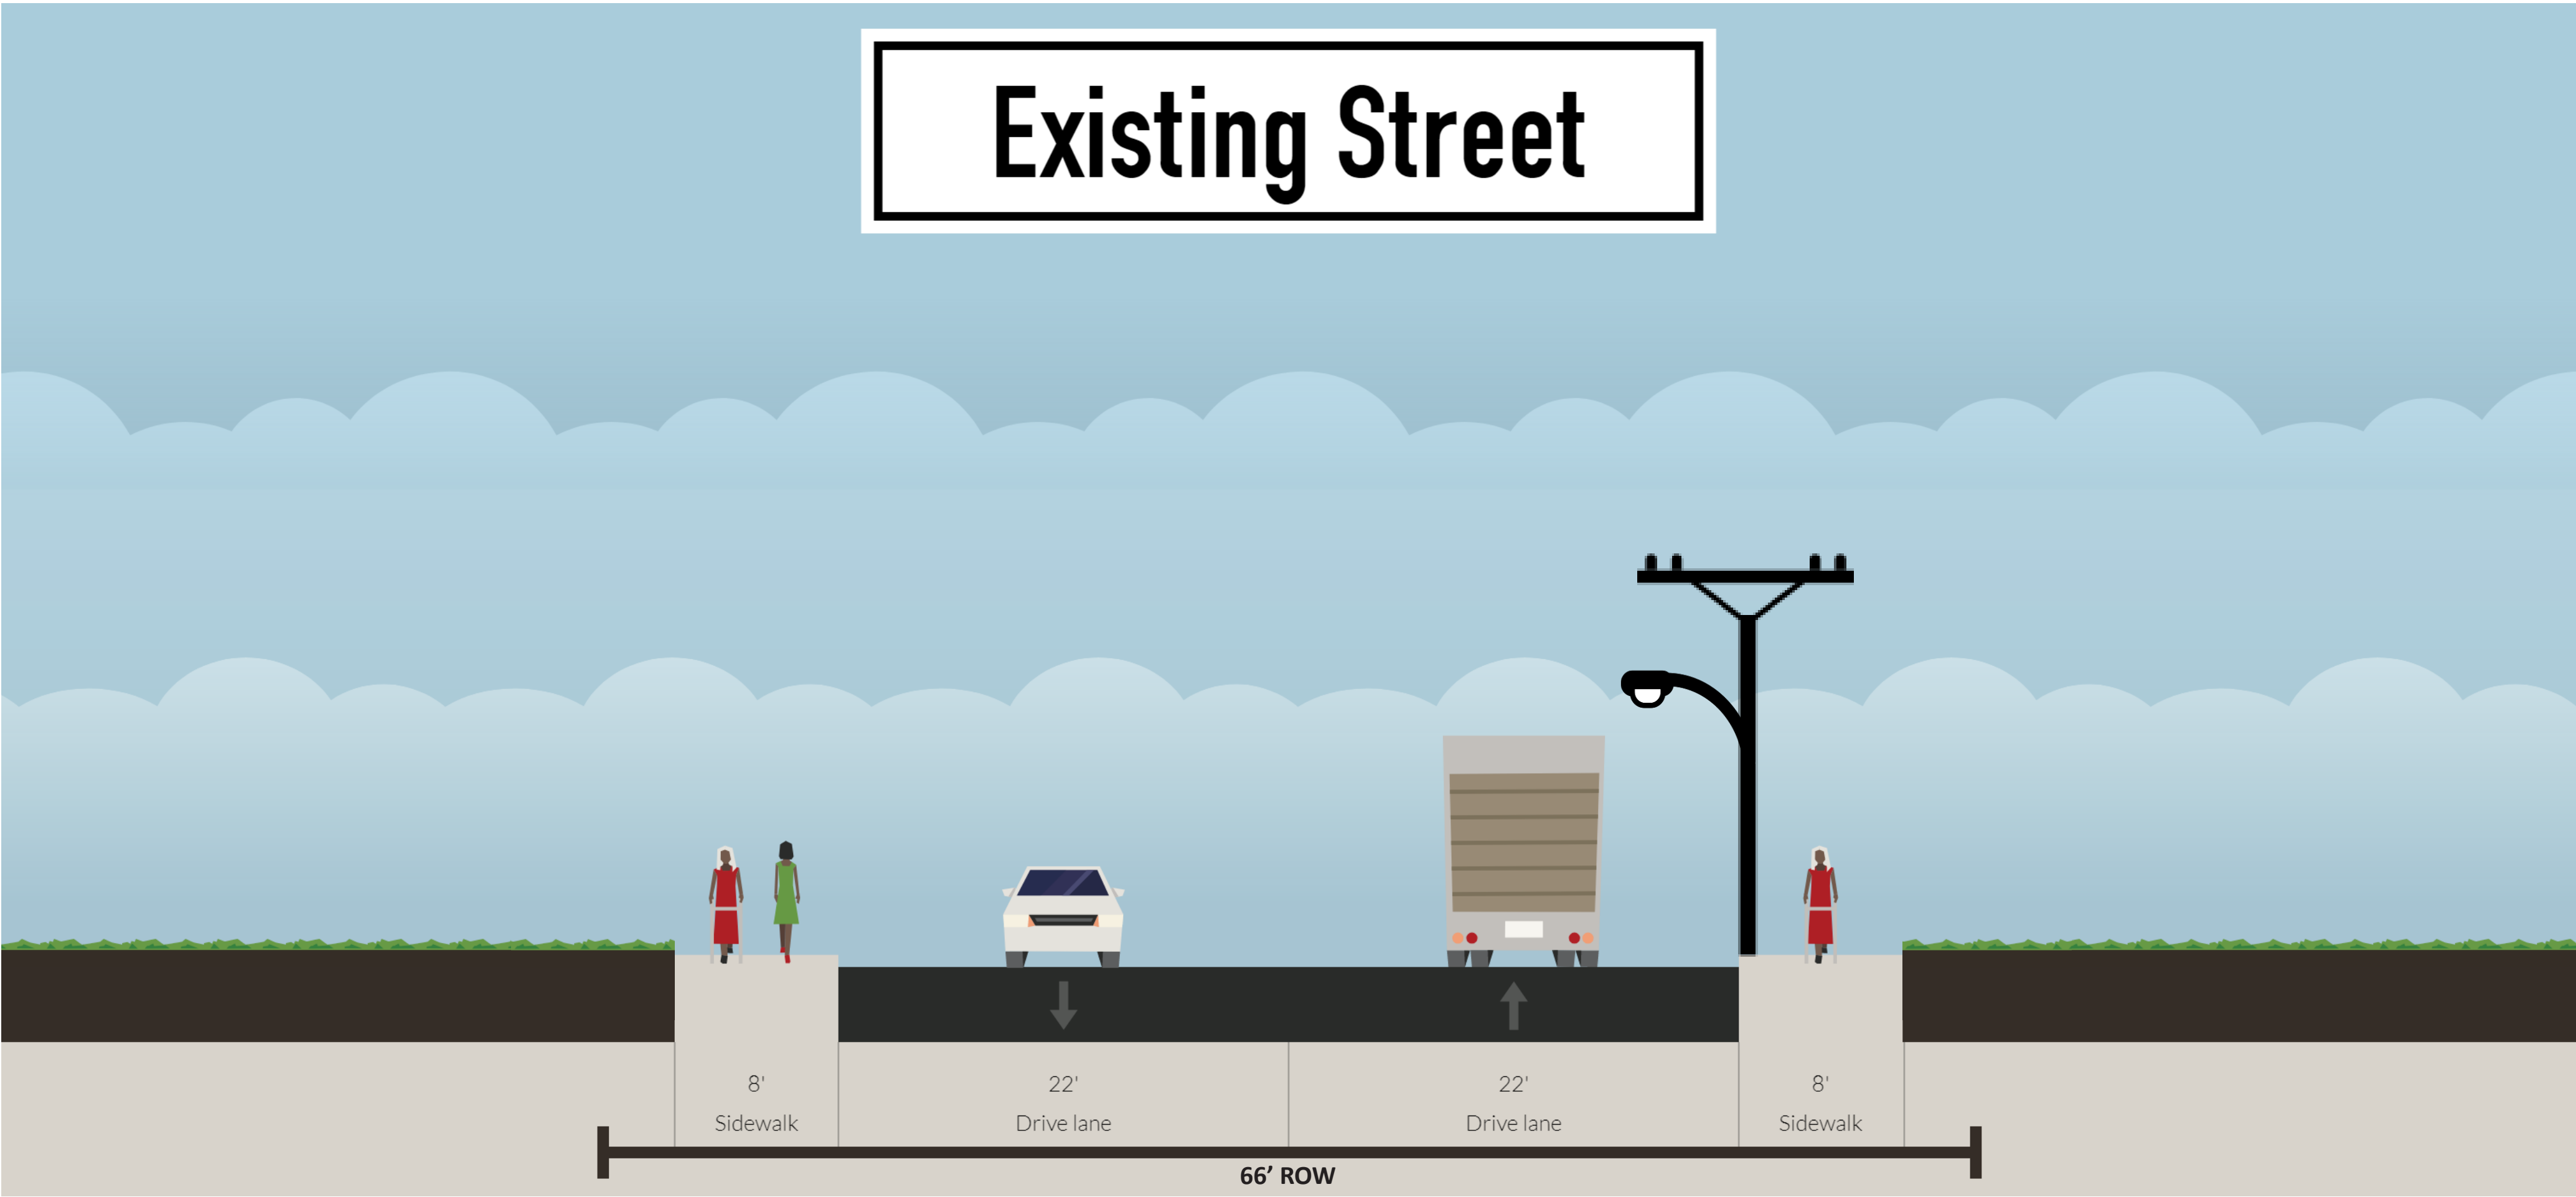 Existing Street
8'
22'
22'
8'
Sidewalk
Drive lane
Drive lane
Sidewalk
66’ ROW